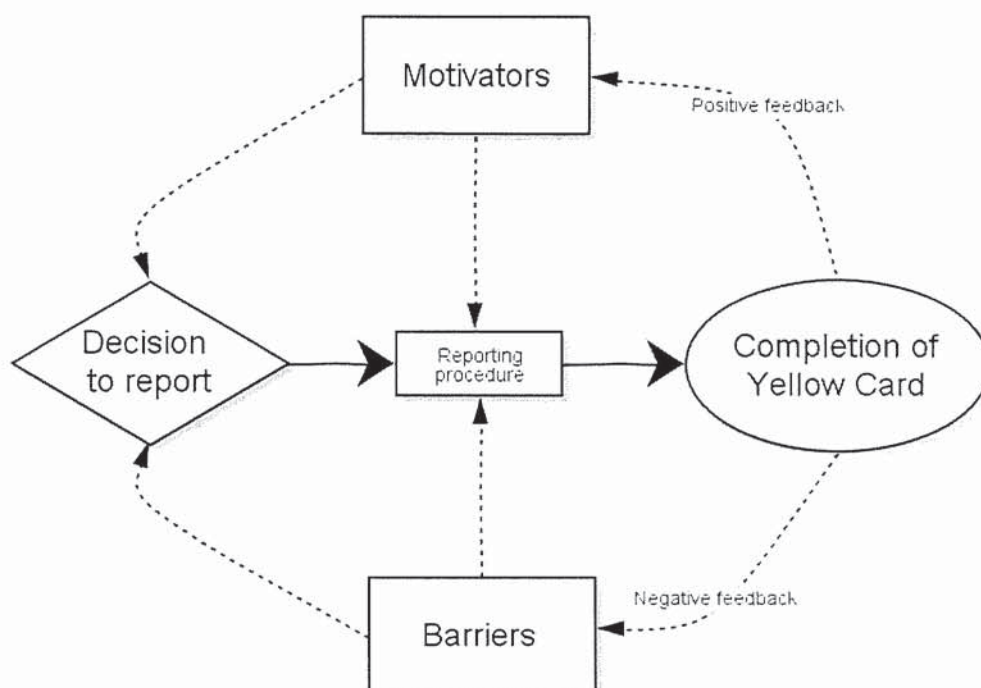 Motivators
Positive feedback
Decision
to report
Reporting
procedure
Completion of
Yellow Card
Negative feedback
Barriers